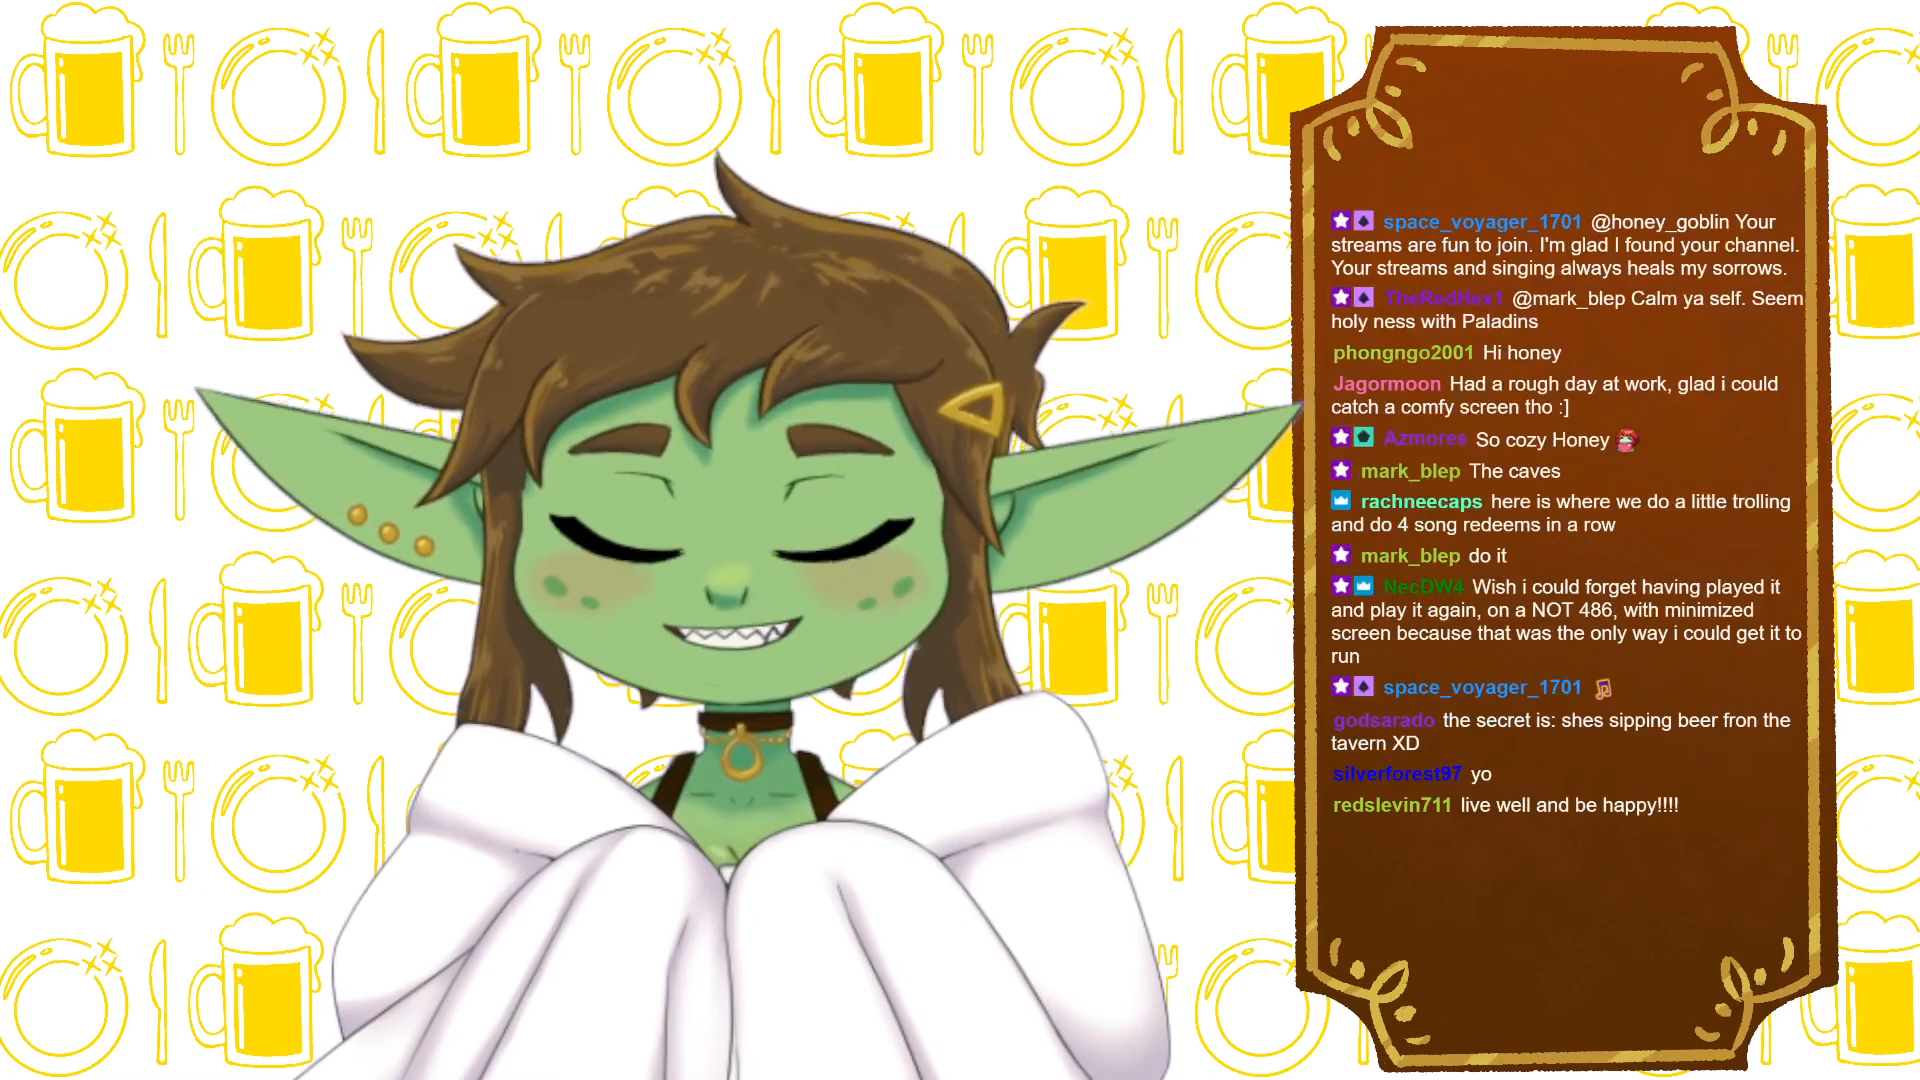 space_voyager_1701 @honey_goblin Your
streams are fun to join. I'm glad I found your channel.
Your streams and singing always heals my sorrows.
TheRedHex1 @mark_blep Calm ya self. Seem
holy ness with Paladins
phongngo2001 Hi honey
Jagormoon Had a rough day at work, glad i could
catch a comfy screen tho :]
Azmores So cozy Honey
mark_blep The caves
rachneecaps here is where we do a little trolling
and do 4 song redeems in a row
mark_blep do it
NecDW4 Wish i could forget having played it
and play it again, on a NOT 486, with minimized
screen because that was the only way i could get it to
run
space_voyager_1701
godsarado the secret is: shes sipping beer fron the
tavern XD
silverforest97 yo
redslevin711 live well and be happy!!!!